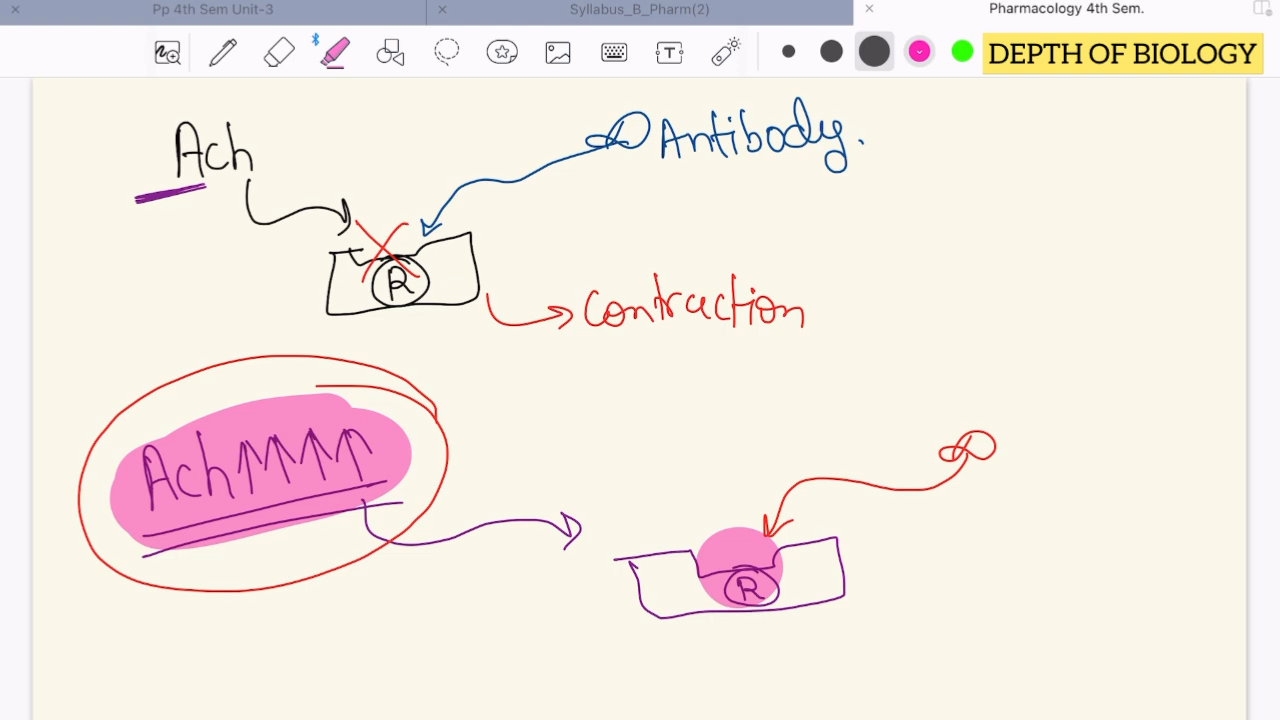 Pp 4th Sem Unit-3
Syllabus_B_Pharm(2)
Pharmacology 4th Sem.
DEPTH OF BIOLOGY
Ach
Antibody.
R
Contraction
Ach↑↑↑↑
R